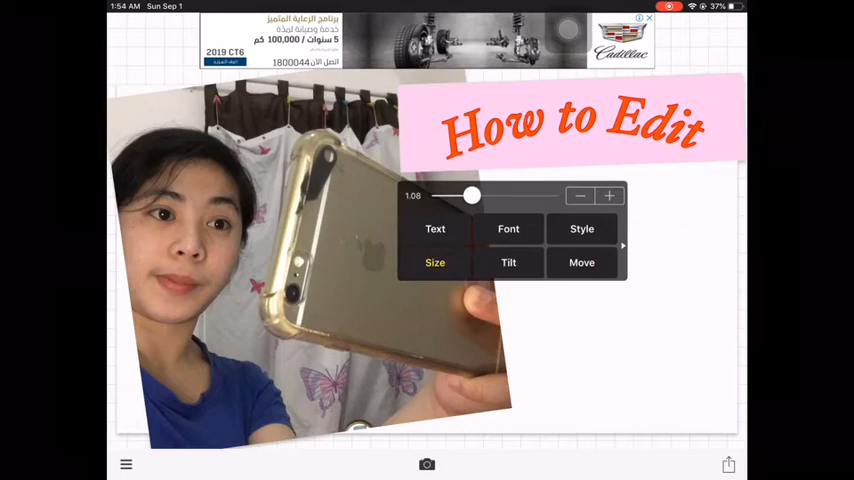 1:54 AM Sun Sep 1
37%
برنامج الرعاية المتميز
خدمة وصيانة لمدة
5 سنوات / 100,000 كم
2019 CT6
اتصل الآن 1800044
Cadillac
How to Edit
1.08
Text Font Style
Size Tilt Move